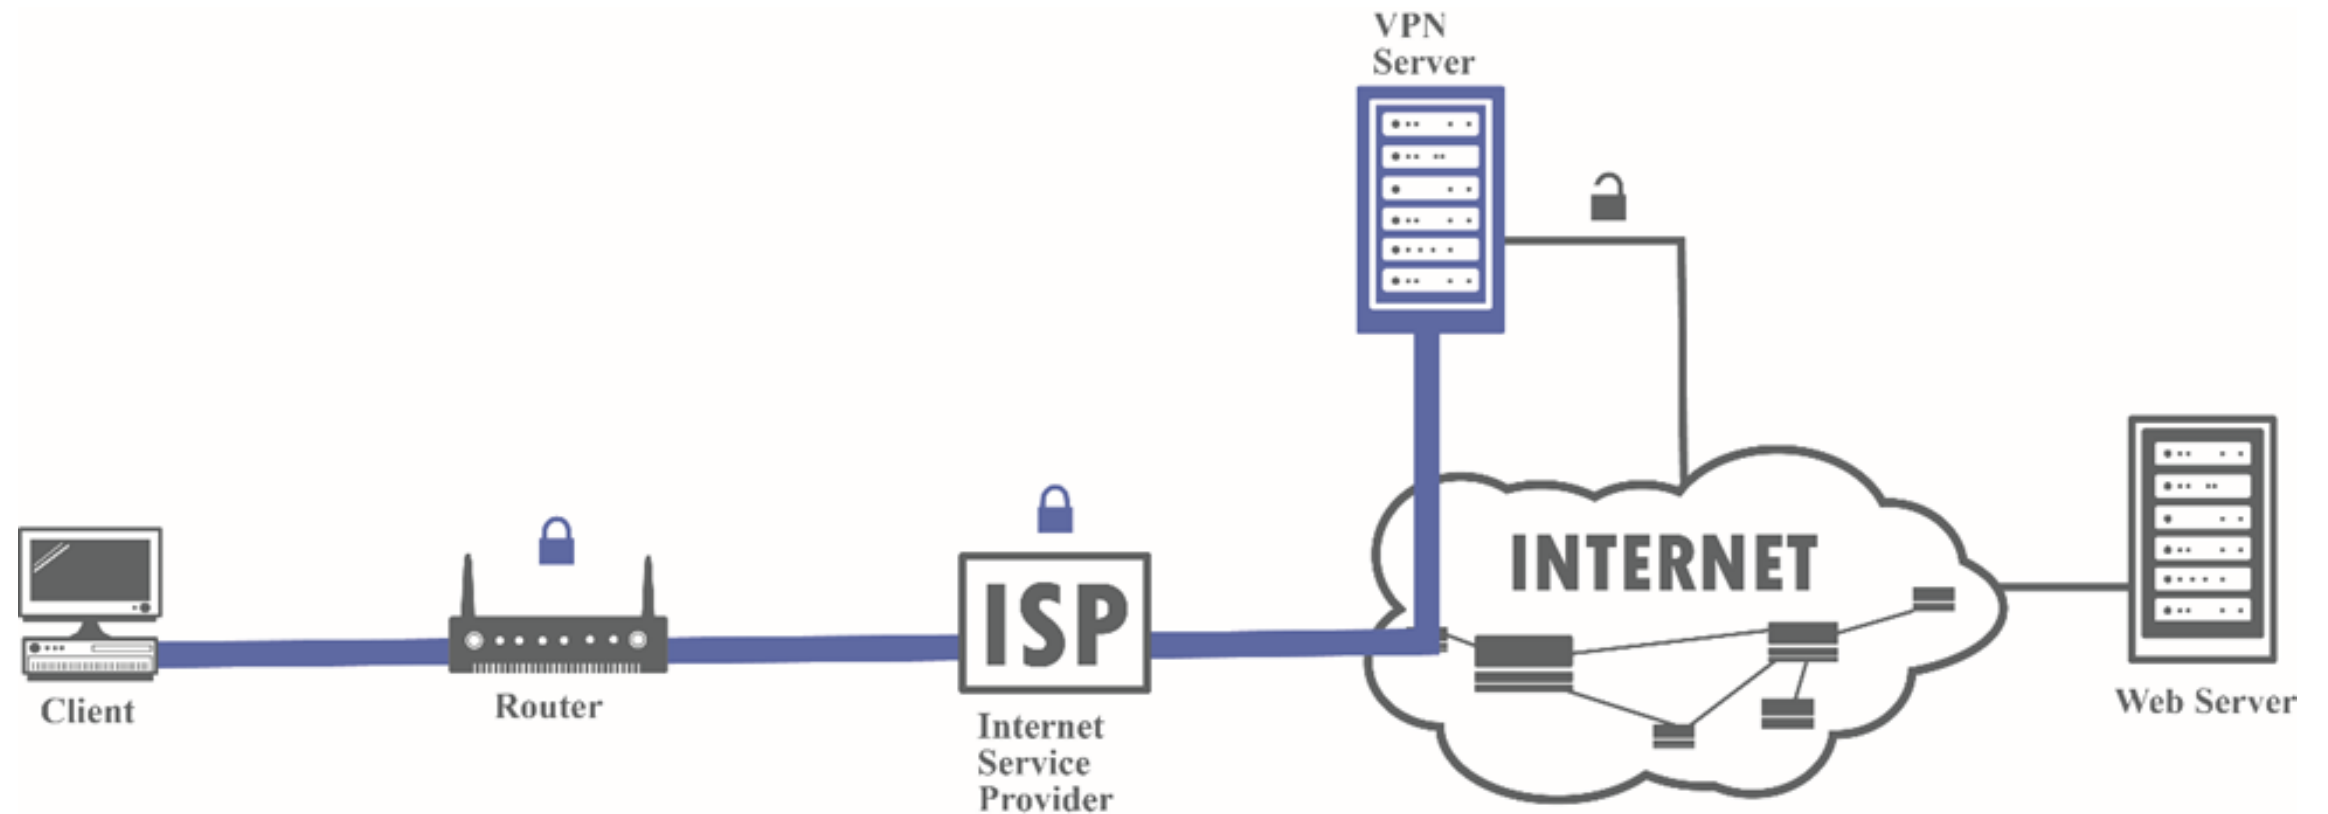 VPN
Server
INTERNET
ISP
Client
Router
Internet
Service
Provider
Web Server